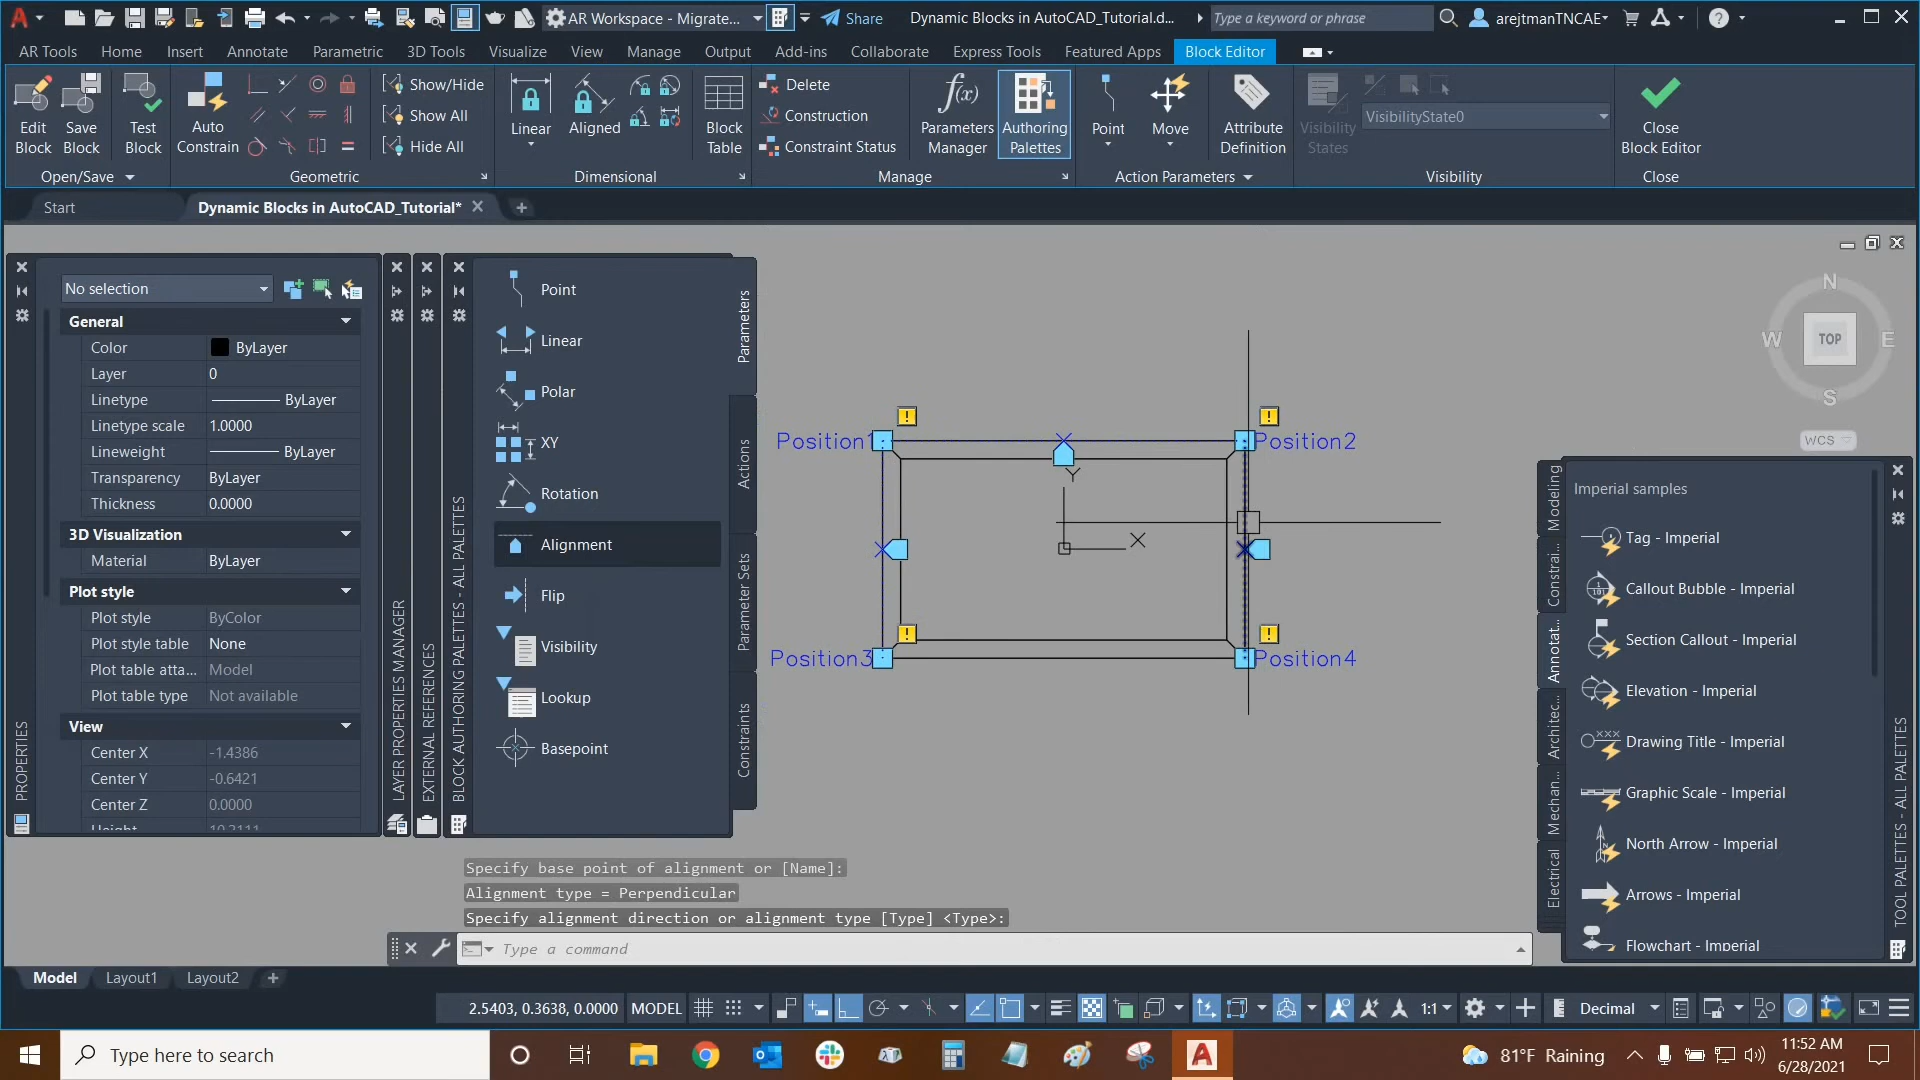 AR Workspace - Migrate...
Share
Dynamic Blocks in AutoCAD_Tutorial.d...
Type a keyword or phrase
arejtmanTNCAE
AR Tools
Home
Insert
Annotate
Parametric
3D Tools
Visualize
View
Manage
Output
Add-ins
Collaborate
Express Tools
Featured Apps
Block Editor
Edit
Block
Save
Block
Test
Block
Auto
Constrain
Show/Hide
Show All
Hide All
Linear
Aligned
Block
Table
Delete
Construction
Constraint Status
f(x)
Parameters
Manager
Authoring
Palettes
Point
Move
Attribute
Definition
Visibility
States
VisibilityState0
Close
Block Editor
Open/Save
Geometric
Dimensional
Manage
Action Parameters
Visibility
Close
Start
Dynamic Blocks in AutoCAD_Tutorial*
No selection
General
Color ByLayer
Layer 0
Linetype ByLayer
Linetype scale 1.0000
Lineweight ByLayer
Transparency ByLayer
Thickness 0.0000
3D Visualization
Material ByLayer
Plot style
Plot style ByColor
Plot style table None
Plot table atta... Model
Plot table type Not available
View
Center X -1.4386
Center Y -0.6421
Center Z 0.0000
Height 10.3111
PROPERTIES
LAYER PROPERTIES MANAGER
EXTERNAL REFERENCES
BLOCK AUTHORING PALETTES - ALL PALETTES
Point
Linear
Polar
XY
Rotation
Alignment
Flip
Visibility
Lookup
Basepoint
Parameters
Actions
Parameter Sets
Constraints
Position1
Position2
Position3
Position4
Y
X
N
W
TOP
E
S
WCS
Modeling
Constrai...
Annotat...
Architec...
Mechan...
Electrical
Imperial samples
Tag - Imperial
Callout Bubble - Imperial
Section Callout - Imperial
Elevation - Imperial
Drawing Title - Imperial
Graphic Scale - Imperial
North Arrow - Imperial
Arrows - Imperial
Flowchart - Imperial
TOOL PALETTES - ALL PALETTES
Specify base point of alignment or [Name]:
Alignment type = Perpendicular
Specify alignment direction or alignment type [Type] <Type>:
Type a command
Model
Layout1
Layout2
2.5403, 0.3638, 0.0000
MODEL
1:1
Decimal
Type here to search
81°F Raining
11:52 AM
6/28/2021